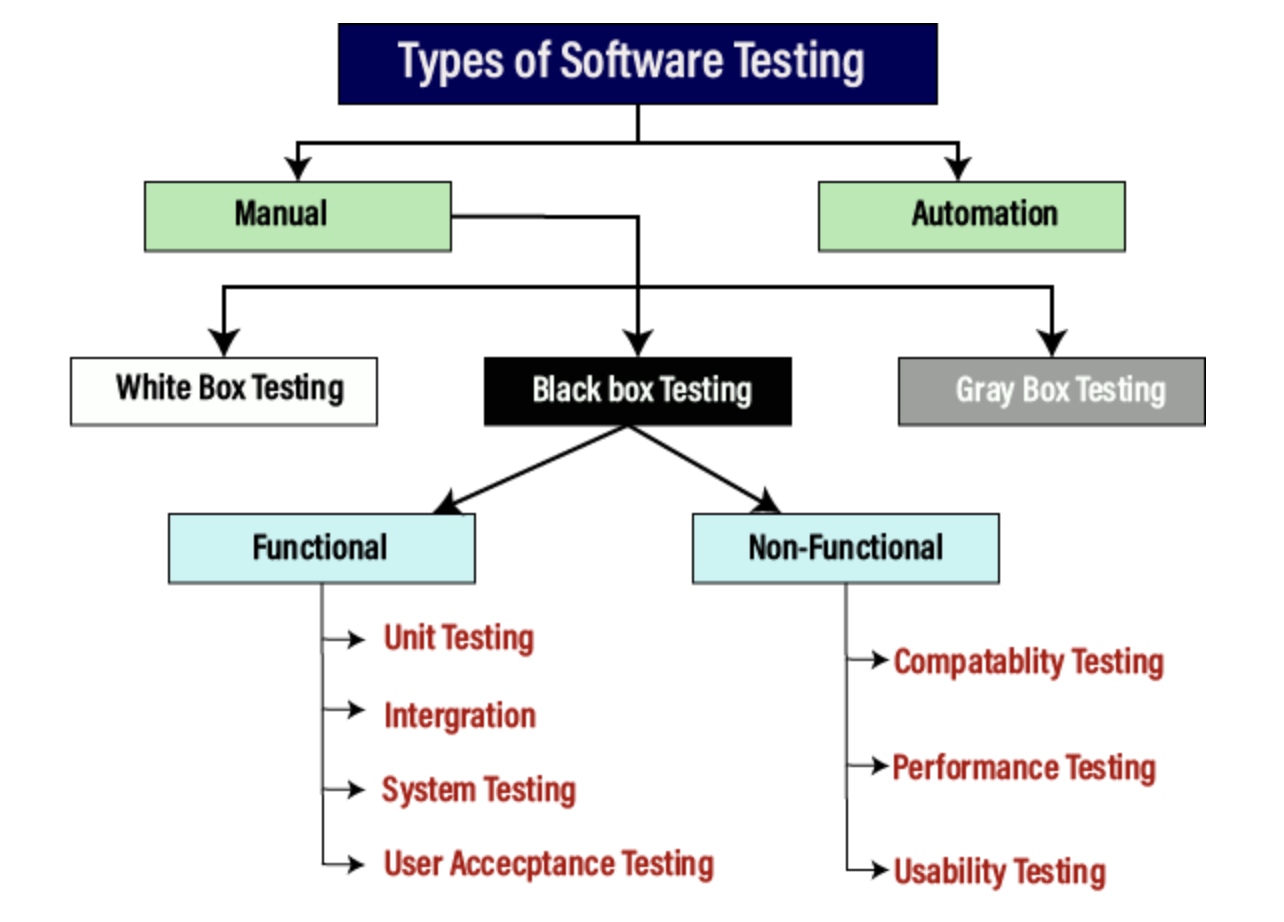 Types of Software Testing
Manual
Automation
White Box Testing
Black box Testing
Gray Box Testing
Functional
Non-Functional
Unit Testing
Intergration
System Testing
User Accecptance Testing
Compatablity Testing
Performance Testing
Usability Testing